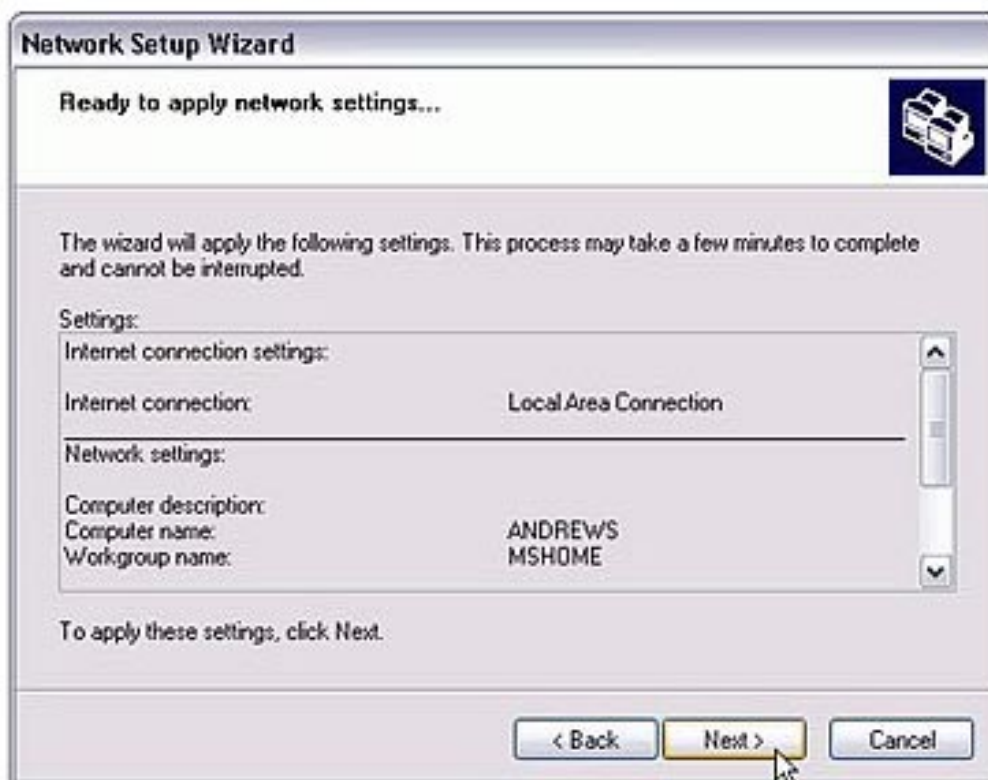 Network Setup Wizard
Ready to apply network settings...
The wizard will apply the following settings. This process may take a few minutes to complete
and cannot be interrupted.
Settings:
Internet connection settings:
Internet connection: Local Area Connection
Network settings:
Computer description:
Computer name: ANDREWS
Workgroup name: MSHOME
To apply these settings, click Next.
< Back Next > Cancel